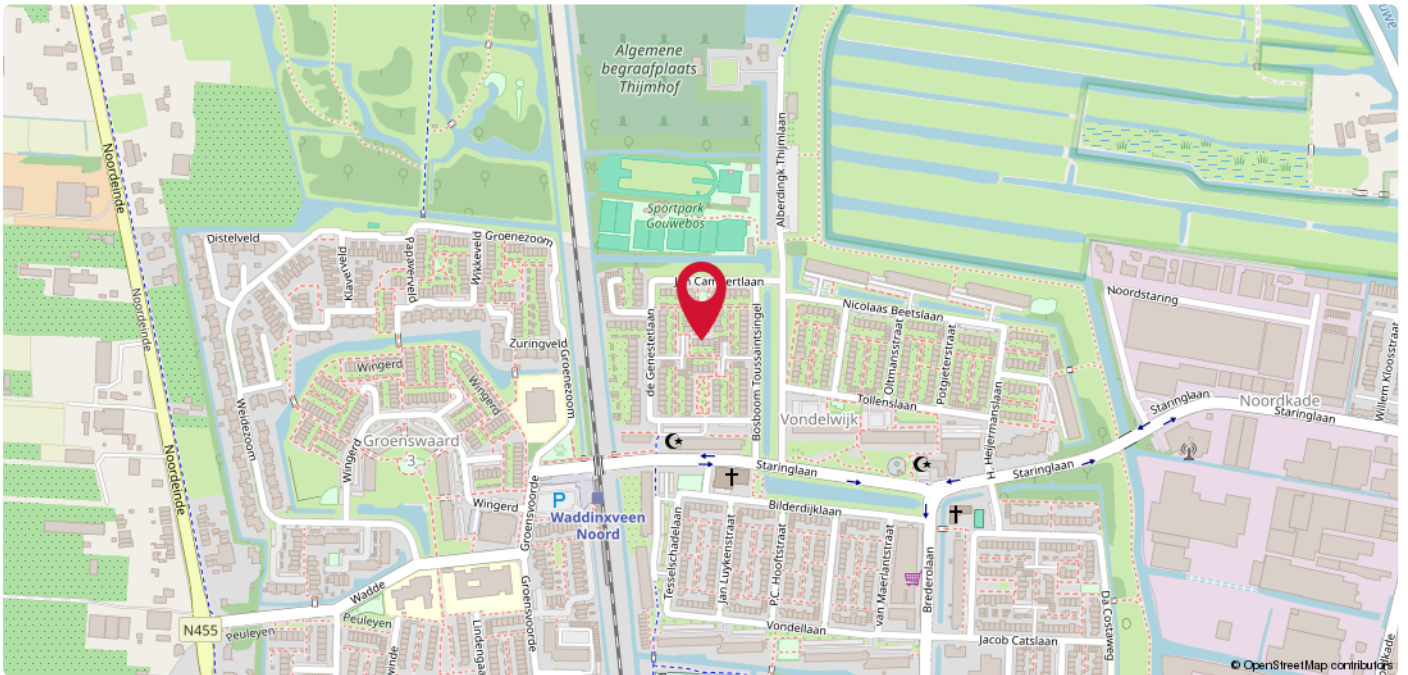 Algemene
begraafplaats
Thijmhof
Alberdingk Thijmlaan
Sportpark
Gouwebos
Noordeinde
Noordeinde
Noordeinde
Distelveld
Klaverveld
Papaverveld
Wikkeveld
Groenezoom
Zuringveld
Groenezoom
Weidezoom
Wingerd
Wingerd
Wingerd
Wingerd
Groenswaard
3
Groensvoorde
Groensvoorde
P
Waddinxveen
Noord
Wadde
Peuleyen
Peuleyen
N455
de Genestetlaan
Bosboom Toussaintsingel
Nicolaas Beetslaan
Oltmansstraat
Potgieterstraat
Tollenslaan
Vondelwijk
H. Heijermanslaan
Noordstaring
Willem Kloosstraat
Noordkade
Staringlaan
Staringlaan
Staringlaan
Staringlaan
Bilderdijklaan
Tesselschadelaan
Jan Luykenstraat
P.C. Hooftstraat
van Maerlantstraat
Brederolaan
Vondellaan
Jacob Catslaan
Da Costaweg
© OpenStreetMap contributors